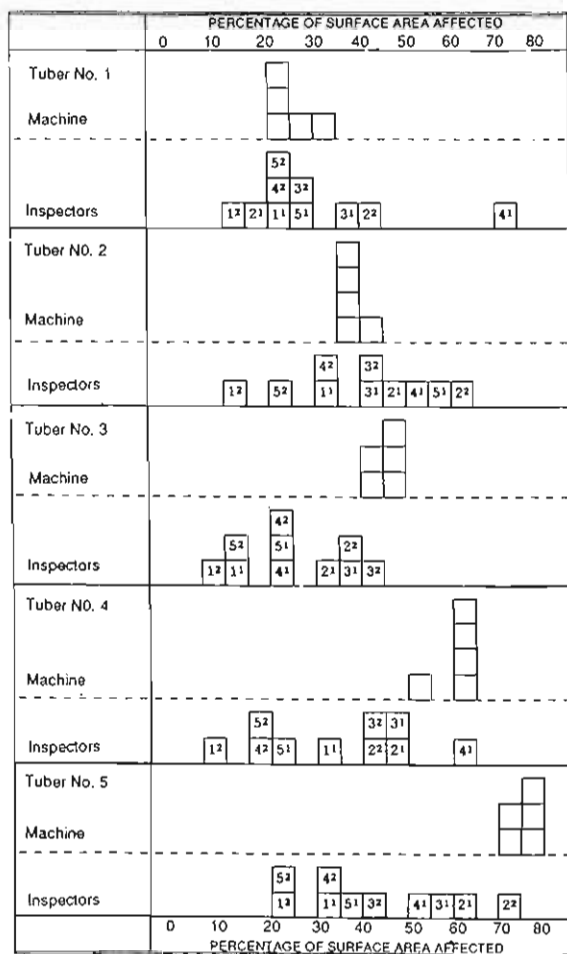 PERCENTAGE OF SURFACE AREA AFFECTED
0 10 20 30 40 50 60 70 80
Tuber No. 1
Machine
5²
4² 3²
Inspectors 1² 2¹ 1¹ 5¹ 3¹ 2² 4¹
Tuber NO. 2
Machine
4² 3²
Inspectors 1² 5² 1¹ 3¹ 2¹ 4¹ 5¹ 2²
Tuber No. 3
Machine
4²
5² 5¹ 2²
Inspectors 1² 1¹ 4¹ 2¹ 3¹ 3²
Tuber NO. 4
Machine
5² 3² 3¹
Inspectors 1² 4² 5¹ 1¹ 2² 2¹ 4¹
Tuber No. 5
Machine
5² 4²
Inspectors 1² 1¹ 5¹ 3² 4¹ 3¹ 2¹ 2²
0 10 20 30 40 50 60 70 80
PERCENTAGE OF SURFACE AREA AFFECTED